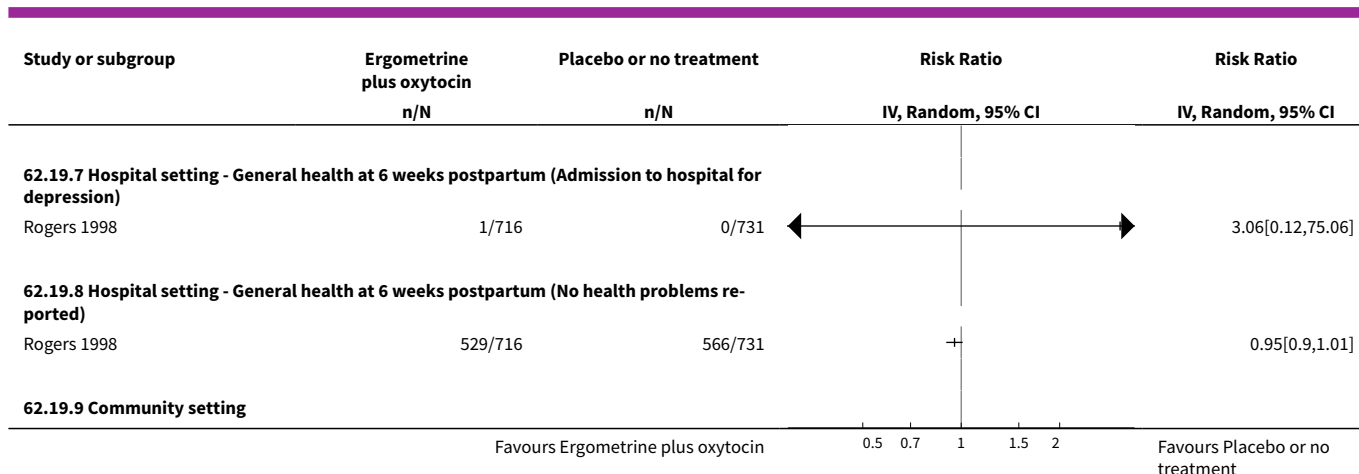 Study or subgroup Ergometrine plus oxytocin Placebo or no treatment Risk Ratio Risk Ratio
n/N n/N IV, Random, 95% CI IV, Random, 95% CI
62.19.7 Hospital setting - General health at 6 weeks postpartum (Admission to hospital for
depression)
Rogers 1998 1/716 0/731 3.06[0.12,75.06]
62.19.8 Hospital setting - General health at 6 weeks postpartum (No health problems re-
ported)
Rogers 1998 529/716 566/731 0.95[0.9,1.01]
62.19.9 Community setting
Favours Ergometrine plus oxytocin 0.5 0.7 1 1.5 2 Favours Placebo or no
treatment